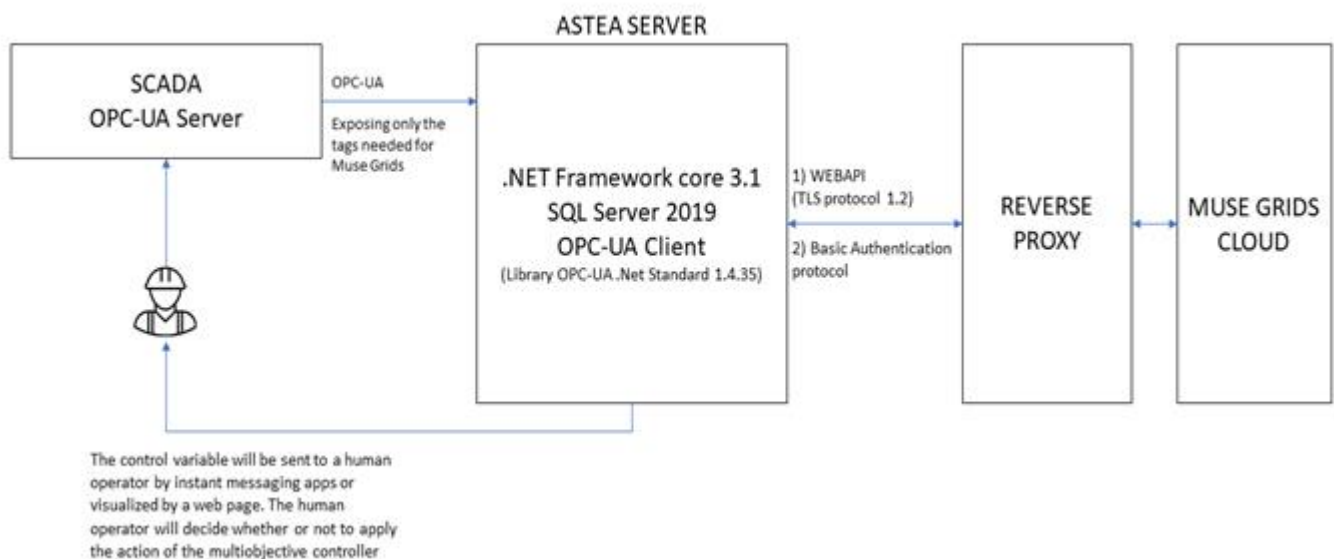 ASTEA SERVER
SCADA
OPC-UA Server
OPC-UA
Exposing only the
tags needed for
Muse Grids
.NET Framework core 3.1
SQL Server 2019
OPC-UA Client
(Library OPC-UA .Net Standard 1.4.35)
1) WEBAPI
(TLS protocol 1.2)
2) Basic Authentication
protocol
REVERSE
PROXY
MUSE GRIDS
CLOUD
The control variable will be sent to a human
operator by instant messaging apps or
visualized by a web page. The human
operator will decide whether or not to apply
the action of the multiobjective controller